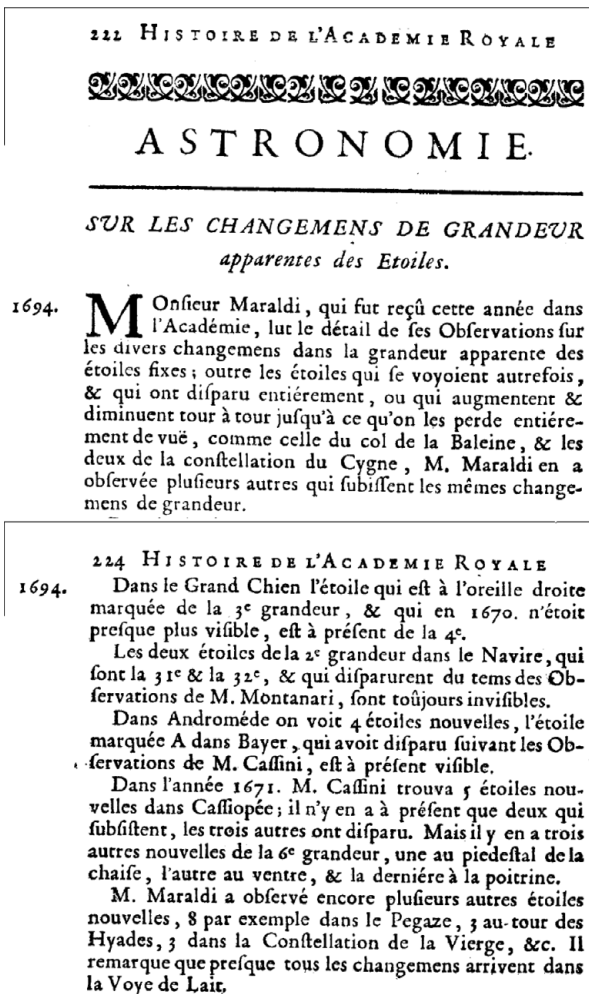 222 HISTOIRE DE L'ACADEMIE ROYALE
ASTRONOMIE.
SUR LES CHANGEMENS DE GRANDEUR
apparentes des Etoiles.
1694. MOnſieur Maraldi, qui fut reçû cette année dans
l'Académie, lut le détail de ſes Obſervations ſur
les divers changemens dans la grandeur apparente des
étoiles fixes; outre les étoiles qui ſe voyoient autrefois,
& qui ont diſparu entiérement, ou qui augmentent &
diminuent tour à tour juſqu'à ce qu'on les perde entiére-
ment de vuë, comme celle du col de la Baleine, & les
deux de la conſtellation du Cygne, M. Maraldi en a
obſervée pluſieurs autres qui ſubiſſent les mêmes change-
mens de grandeur.
224 HISTOIRE DE L'ACADEMIE ROYALE
1694. Dans le Grand Chien l'étoile qui eſt à l'oreille droite
marquée de la 3e grandeur, & qui en 1670. n'étoit
preſque plus viſible, eſt à préſent de la 4e.
Les deux étoiles de la 2e grandeur dans le Navire, qui
ſont la 31e & la 32e, & qui diſparurent du tems des Ob-
ſervations de M. Montanari, ſont toûjours inviſibles.
Dans Androméde on voit 4 étoiles nouvelles, l'étoile
marquée A dans Bayer, qui avoit diſparu ſuivant les Ob-
ſervations de M. Caſſini, eſt à préſent viſible.
Dans l'année 1671. M. Caſſini trouva 5 étoiles nou-
velles dans Caſſiopée; il n'y en a à préſent que deux qui
ſubſiſtent, les trois autres ont diſparu. Mais il y en a trois
autres nouvelles de la 6e grandeur, une au piedeſtal de la
chaiſe, l'autre au ventre, & la derniére à la poitrine.
M. Maraldi a obſervé encore pluſieurs autres étoiles
nouvelles, 8 par exemple dans le Pegaze, 3 au-tour des
Hyades, 3 dans la Conſtellation de la Vierge, &c. Il
remarque que preſque tous les changemens arrivent dans
la Voye de Lait,